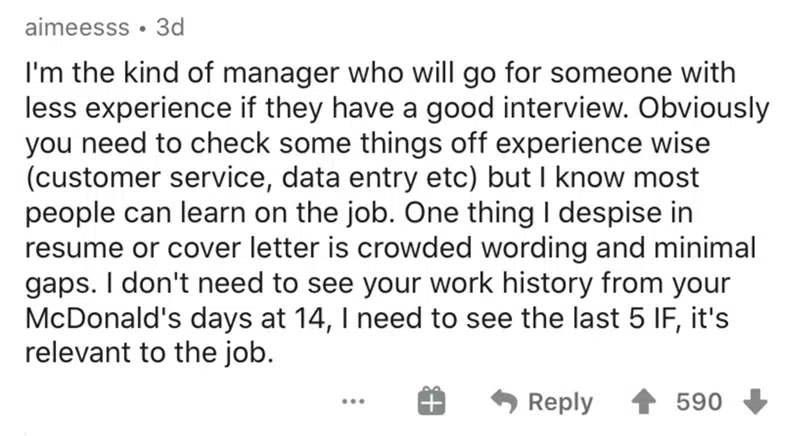 aimeesss • 3d
I'm the kind of manager who will go for someone with
less experience if they have a good interview. Obviously
you need to check some things off experience wise
(customer service, data entry etc) but I know most
people can learn on the job. One thing I despise in
resume or cover letter is crowded wording and minimal
gaps. I don't need to see your work history from your
McDonald's days at 14, I need to see the last 5 IF, it's
relevant to the job.
Reply 590